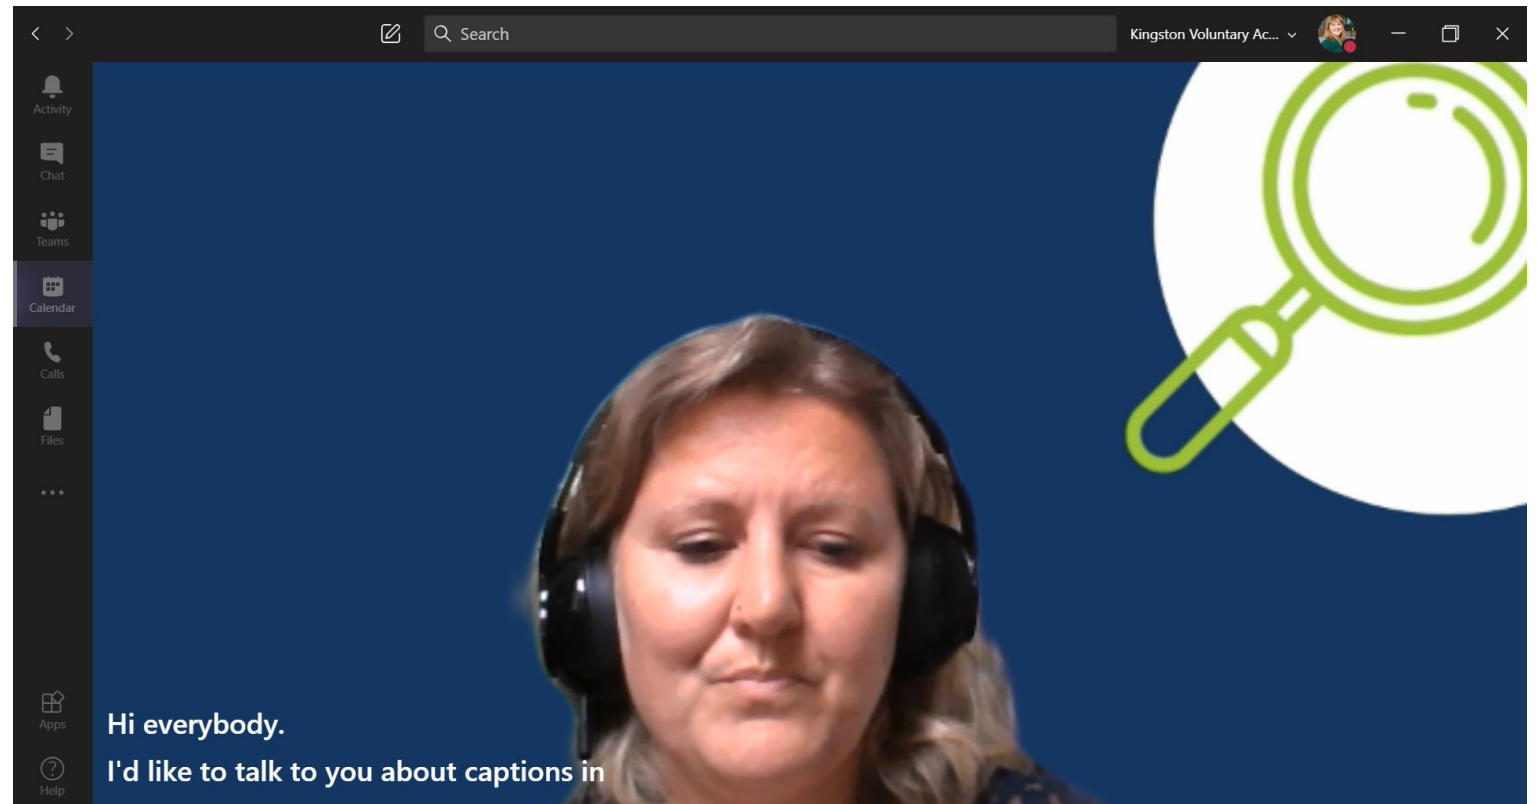 Search
Kingston Voluntary Ac...
Activity
Chat
Teams
Calendar
Calls
Files
Apps
Help
Hi everybody.
I'd like to talk to you about captions in